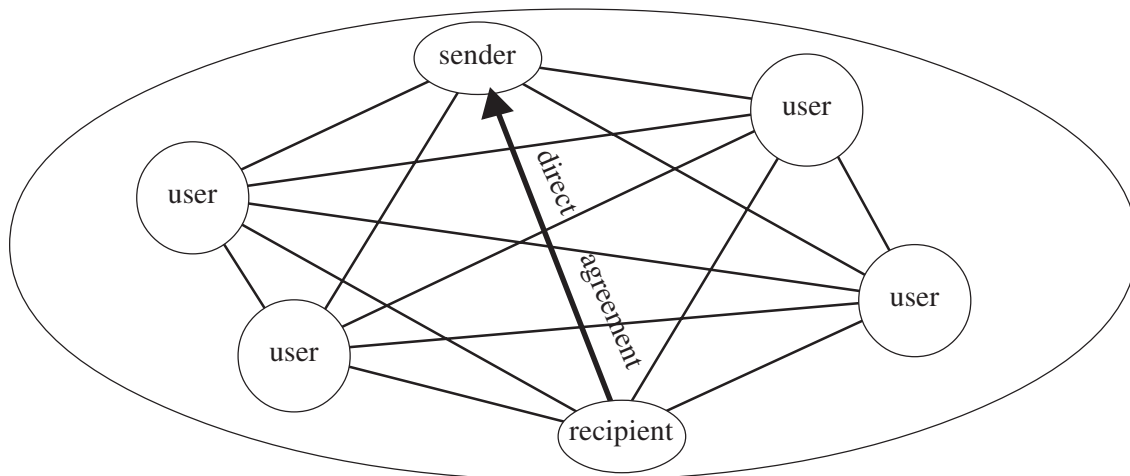 sender
user
user
direct agreement
user
user
recipient